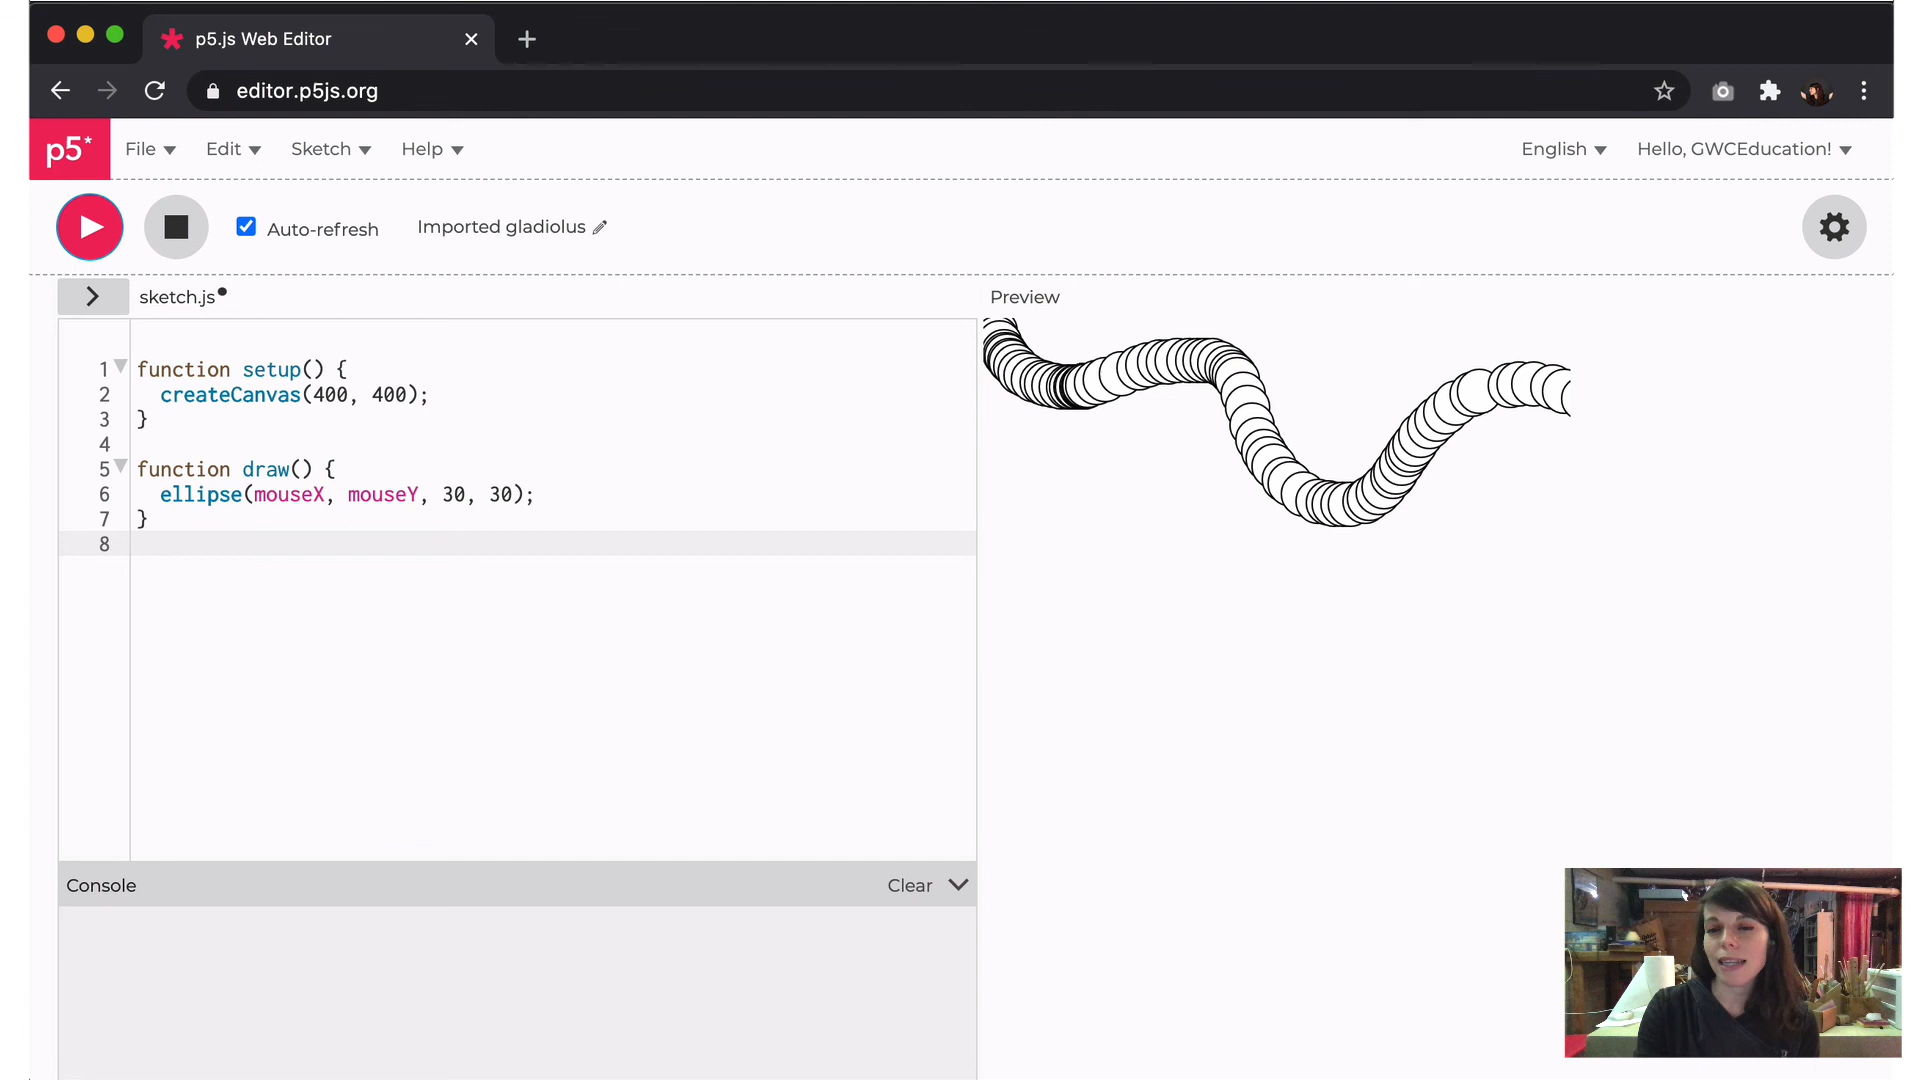 p5.js Web Editor
editor.p5js.org
p5* File Edit Sketch Help English Hello, GWCEducation!
Auto-refresh Imported gladiolus
sketch.js Preview
1 function setup() {
2 createCanvas(400, 400);
3 }
4
5 function draw() {
6 ellipse(mouseX, mouseY, 30, 30);
7 }
8
Console Clear